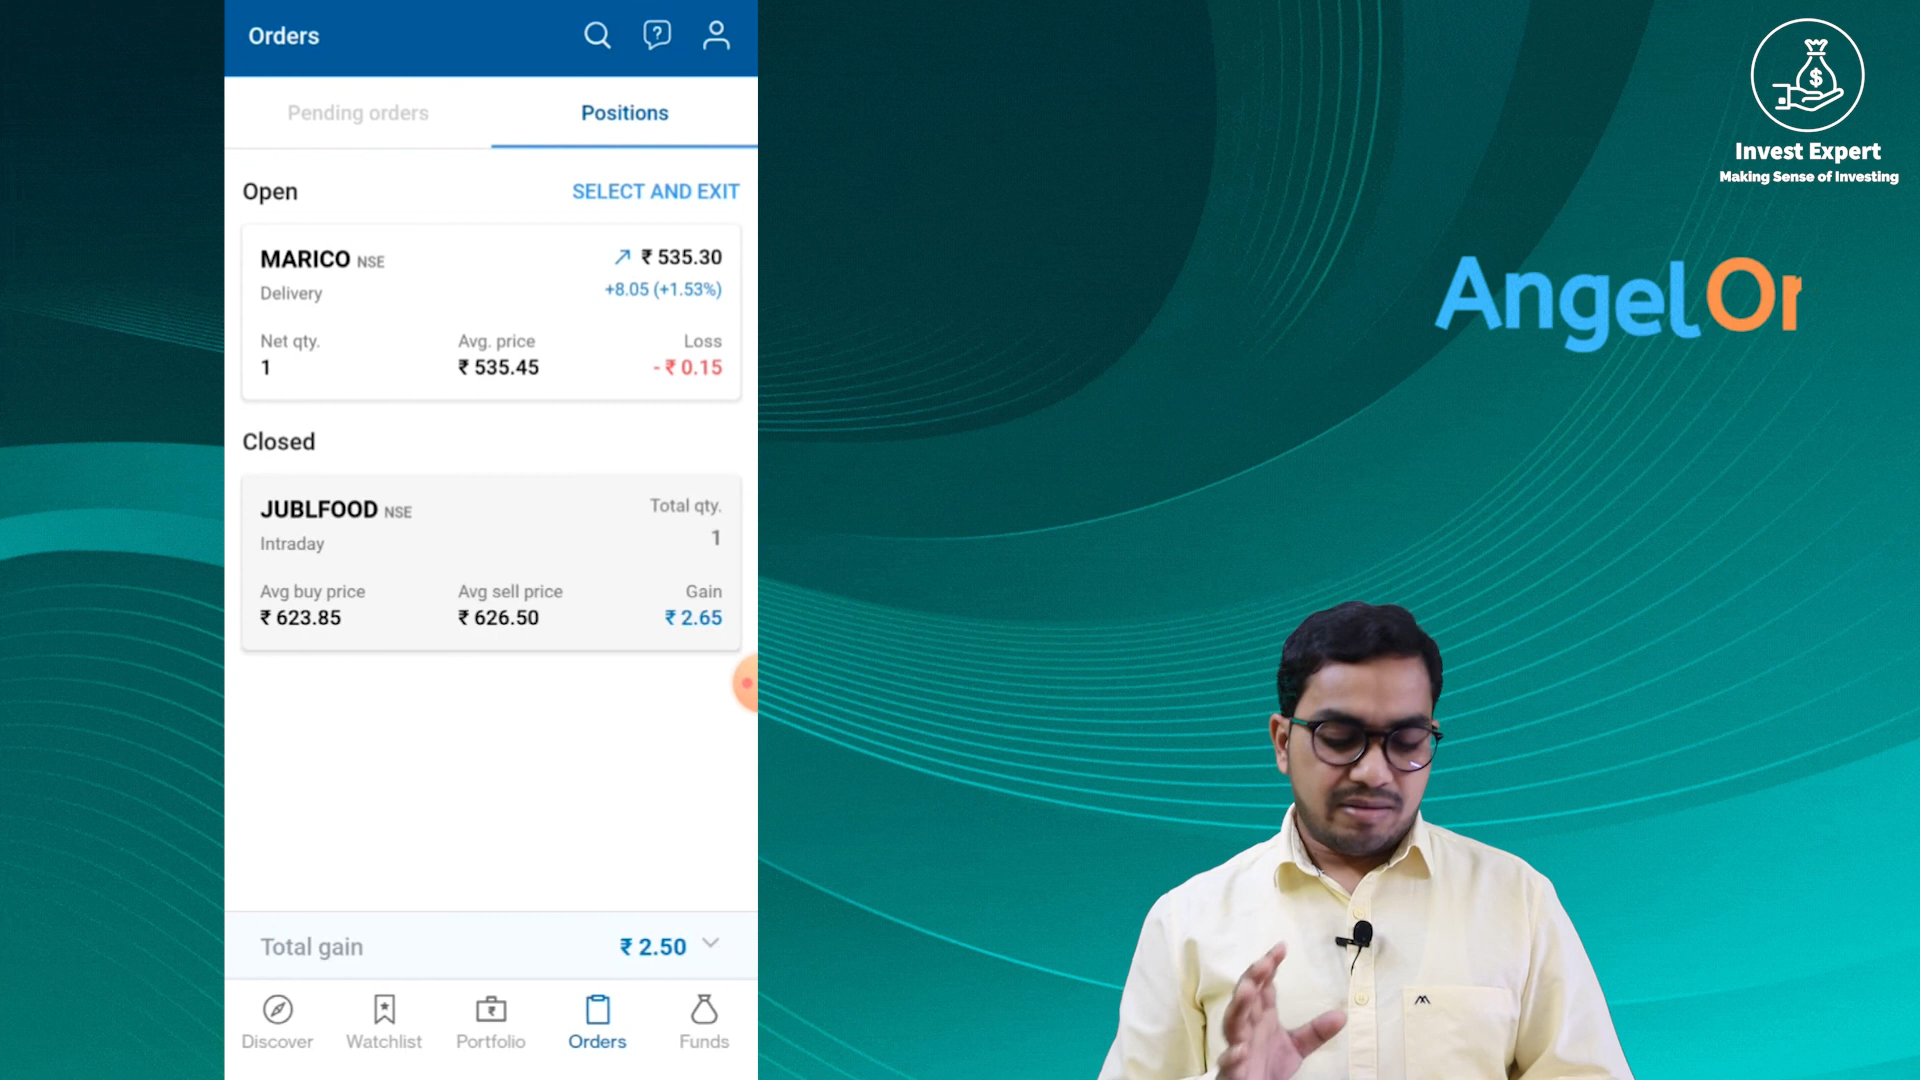 Orders
Pending orders
Positions
Open
SELECT AND EXIT
MARICO NSE
₹ 535.30
Delivery
+8.05 (+1.53%)
Net qty.
Avg. price
Loss
1
₹ 535.45
- ₹ 0.15
Closed
JUBLFOOD NSE
Total qty.
Intraday
1
Avg buy price
Avg sell price
Gain
₹ 623.85
₹ 626.50
₹ 2.65
Total gain
₹ 2.50
Discover
Watchlist
Portfolio
Orders
Funds
Invest Expert
Making Sense of Investing
Angel